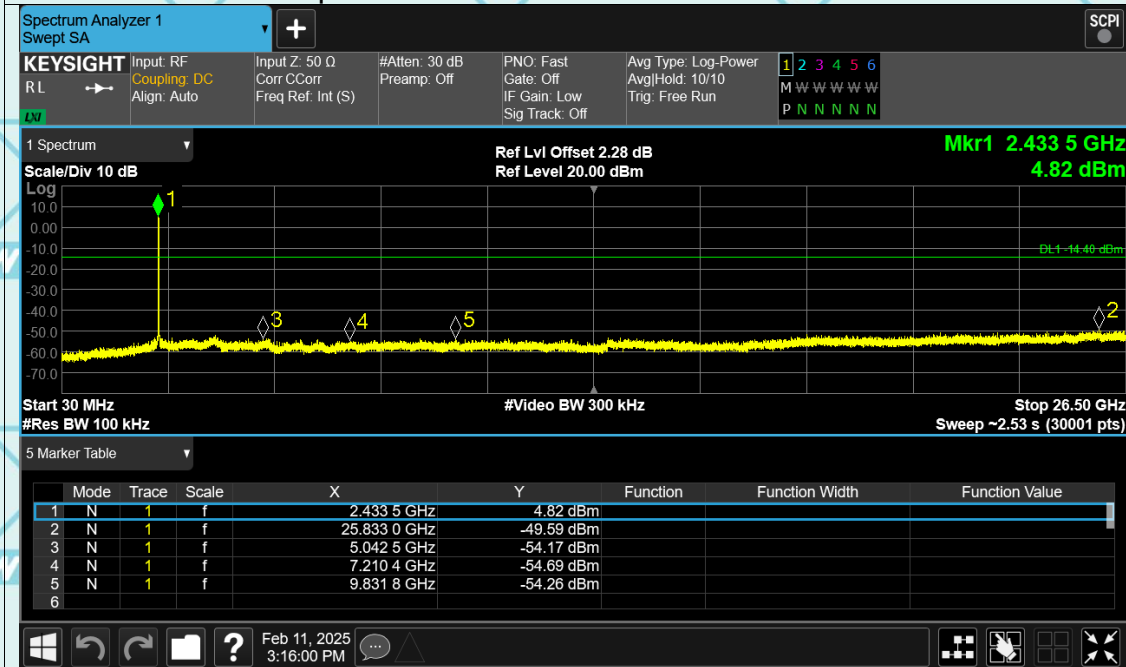 Spectrum Analyzer 1
Swept SA
+
SCPI
KEYSIGHT Input: RF Input Z: 50 Ω #Atten: 30 dB PNO: Fast Avg Type: Log-Power 1 2 3 4 5 6
RL Coupling: DC Corr CCorr Preamp: Off Gate: Off Avg|Hold: 10/10 M W W W W W
Align: Auto Freq Ref: Int (S) IF Gain: Low Trig: Free Run
LXI Sig Track: Off P N N N N N
1 Spectrum Ref Lvl Offset 2.28 dB Mkr1 2.433 5 GHz
Scale/Div 10 dB Ref Level 20.00 dBm 4.82 dBm
Log
1
10.0
0.00
-10.0 DL1 -14.40 dBm
-20.0
-30.0
-40.0 3 4 5 2
-50.0
-60.0
-70.0
Start 30 MHz #Video BW 300 kHz Stop 26.50 GHz
#Res BW 100 kHz Sweep ~2.53 s (30001 pts)
5 Marker Table
Mode Trace Scale X Y Function Function Width Function Value
1 N 1 f 2.433 5 GHz 4.82 dBm
2 N 1 f 25.833 0 GHz -49.59 dBm
3 N 1 f 5.042 5 GHz -54.17 dBm
4 N 1 f 7.210 4 GHz -54.69 dBm
5 N 1 f 9.831 8 GHz -54.26 dBm
6
? Feb 11, 2025
3:16:00 PM